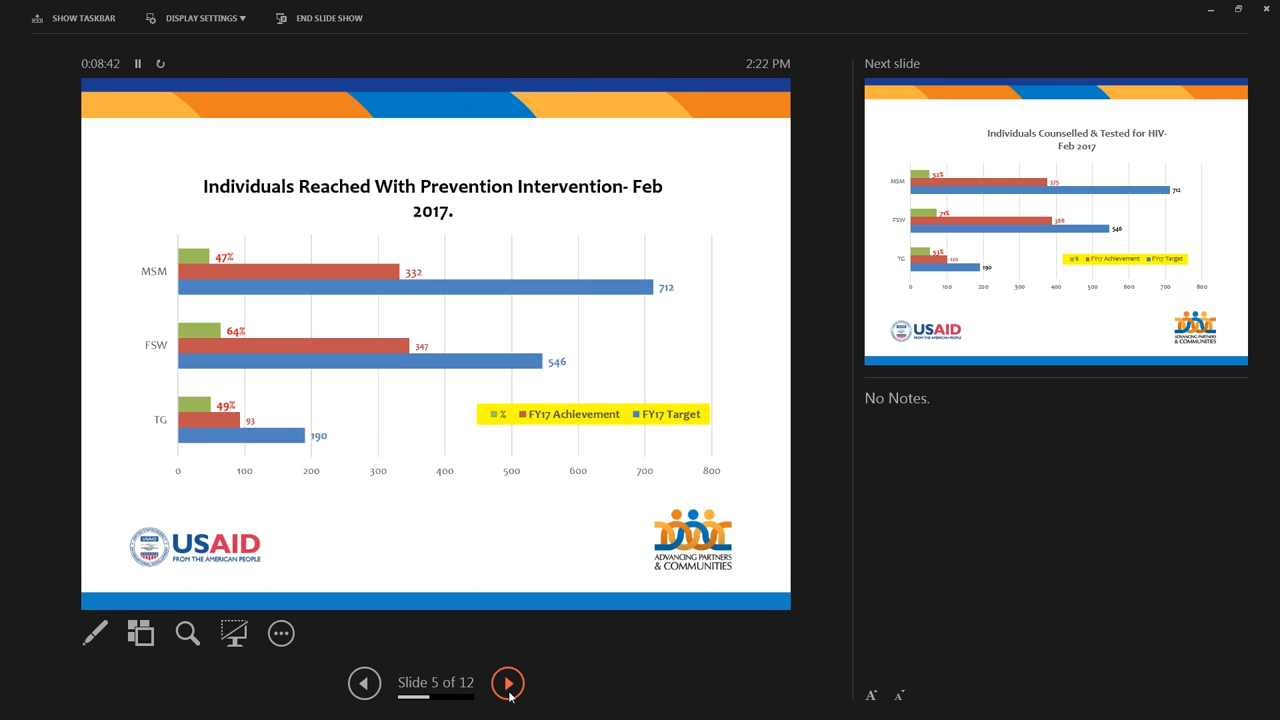 SHOW TASKBAR
DISPLAY SETTINGS ▾
END SLIDE SHOW
0:08:42
2:22 PM
Individuals Reached With Prevention Intervention- Feb
2017.
MSM
47%
332
712
FSW
64%
347
546
TG
49%
93
190
% FY17 Achievement FY17 Target
0 100 200 300 400 500 600 700 800
USAID
FROM THE AMERICAN PEOPLE
ADVANCING PARTNERS
& COMMUNITIES
Slide 5 of 12
Next slide
Individuals Counselled & Tested for HIV-
Feb 2017
MSM
52%
375
712
FSW
71%
388
546
TG
53%
101
190
% FY17 Achievement FY17 Target
0 100 200 300 400 500 600 700 800
USAID
FROM THE AMERICAN PEOPLE
ADVANCING PARTNERS
& COMMUNITIES
No Notes.
A A